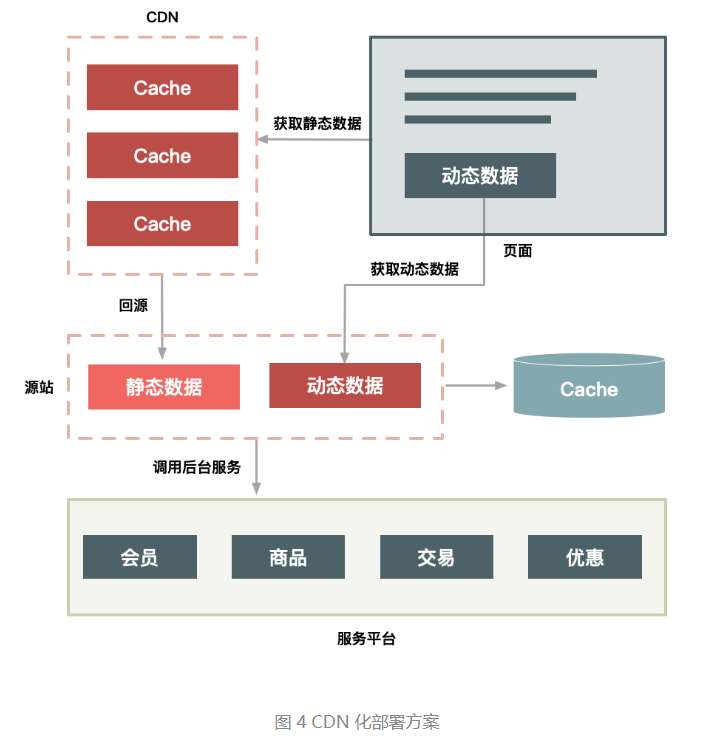 CDN
Cache
Cache
Cache
获取静态数据
动态数据
页面
获取动态数据
回源
源站
静态数据
动态数据
Cache
调用后台服务
会员
商品
交易
优惠
服务平台
图 4 CDN 化部署方案